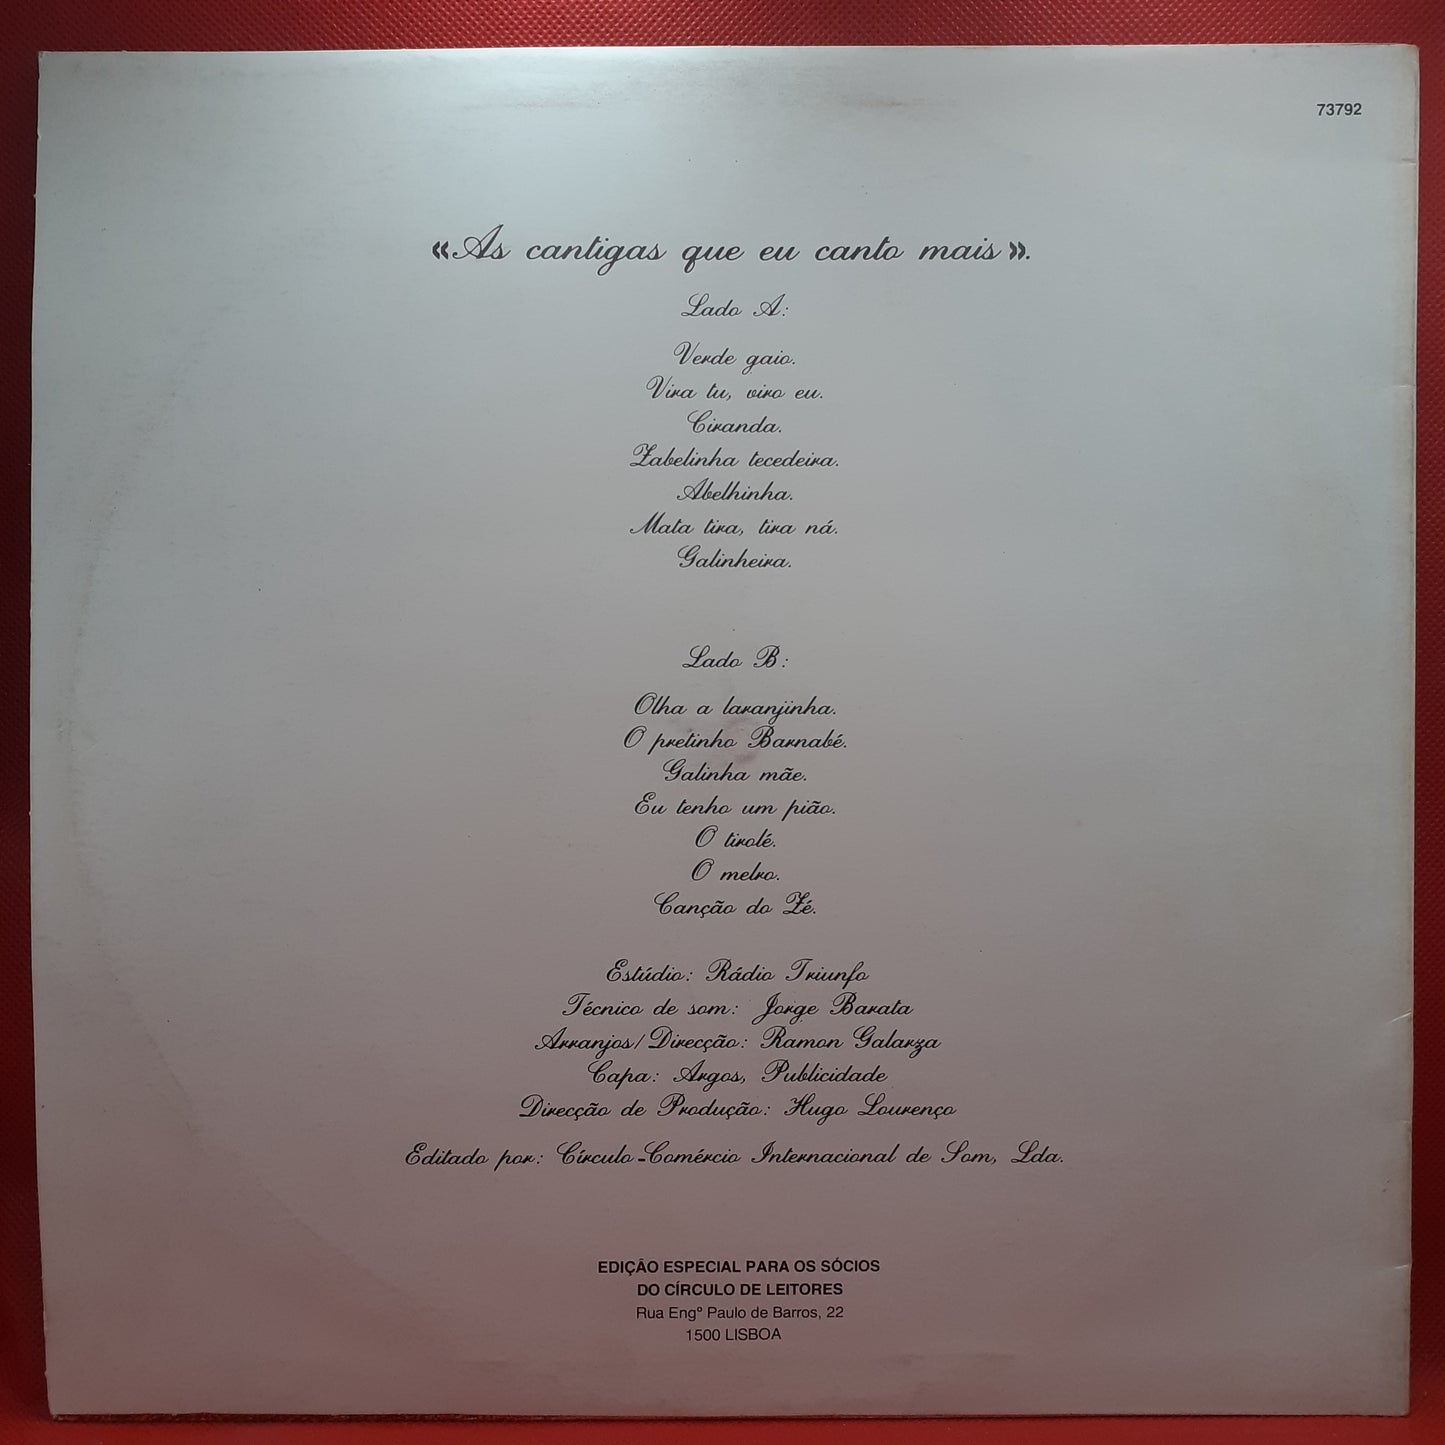 73792
«As cantigas que eu canto mais».
Lado A:
Verde gaio.
Vira tu, viro eu.
Ciranda.
Zabelinha tecedeira.
Abelhinha.
Mata tira, tira ná.
Galinheira.
Lado B:
Olha a laranjinha.
O pretinho Barnabé.
Galinha mãe.
Eu tenho um pião.
O tirolé.
O melro.
Canção do Zé.
Estúdio: Rádio Triunfo
Técnico de som: Jorge Barata
Arranjos/Direcção: Ramon Galarza
Capa: Argos, Publicidade
Direcção de Produção: Hugo Lourenço
Editado por: Círculo-Comércio Internacional de Som, Lda.
EDIÇÃO ESPECIAL PARA OS SÓCIOS
DO CÍRCULO DE LEITORES
Rua Engº Paulo de Barros, 22
1500 LISBOA